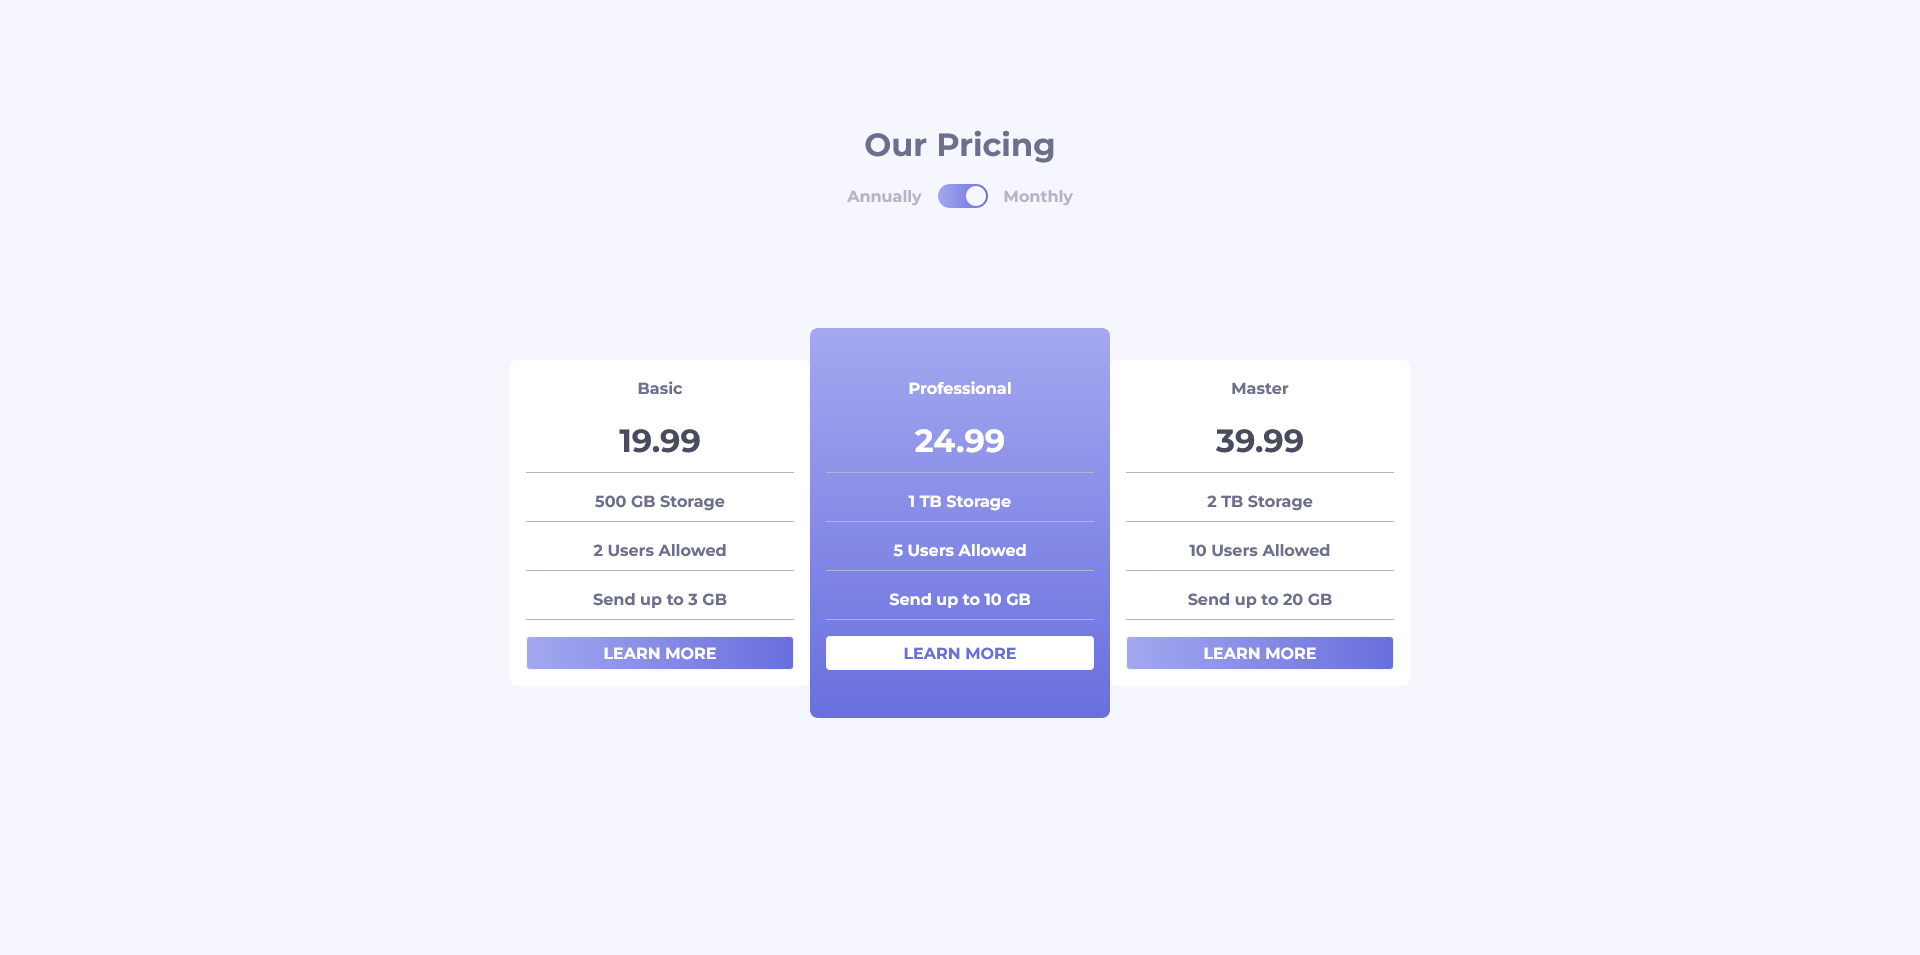 Our Pricing
Annually Monthly
Basic
19.99
500 GB Storage
2 Users Allowed
Send up to 3 GB
LEARN MORE
Professional
24.99
1 TB Storage
5 Users Allowed
Send up to 10 GB
LEARN MORE
Master
39.99
2 TB Storage
10 Users Allowed
Send up to 20 GB
LEARN MORE